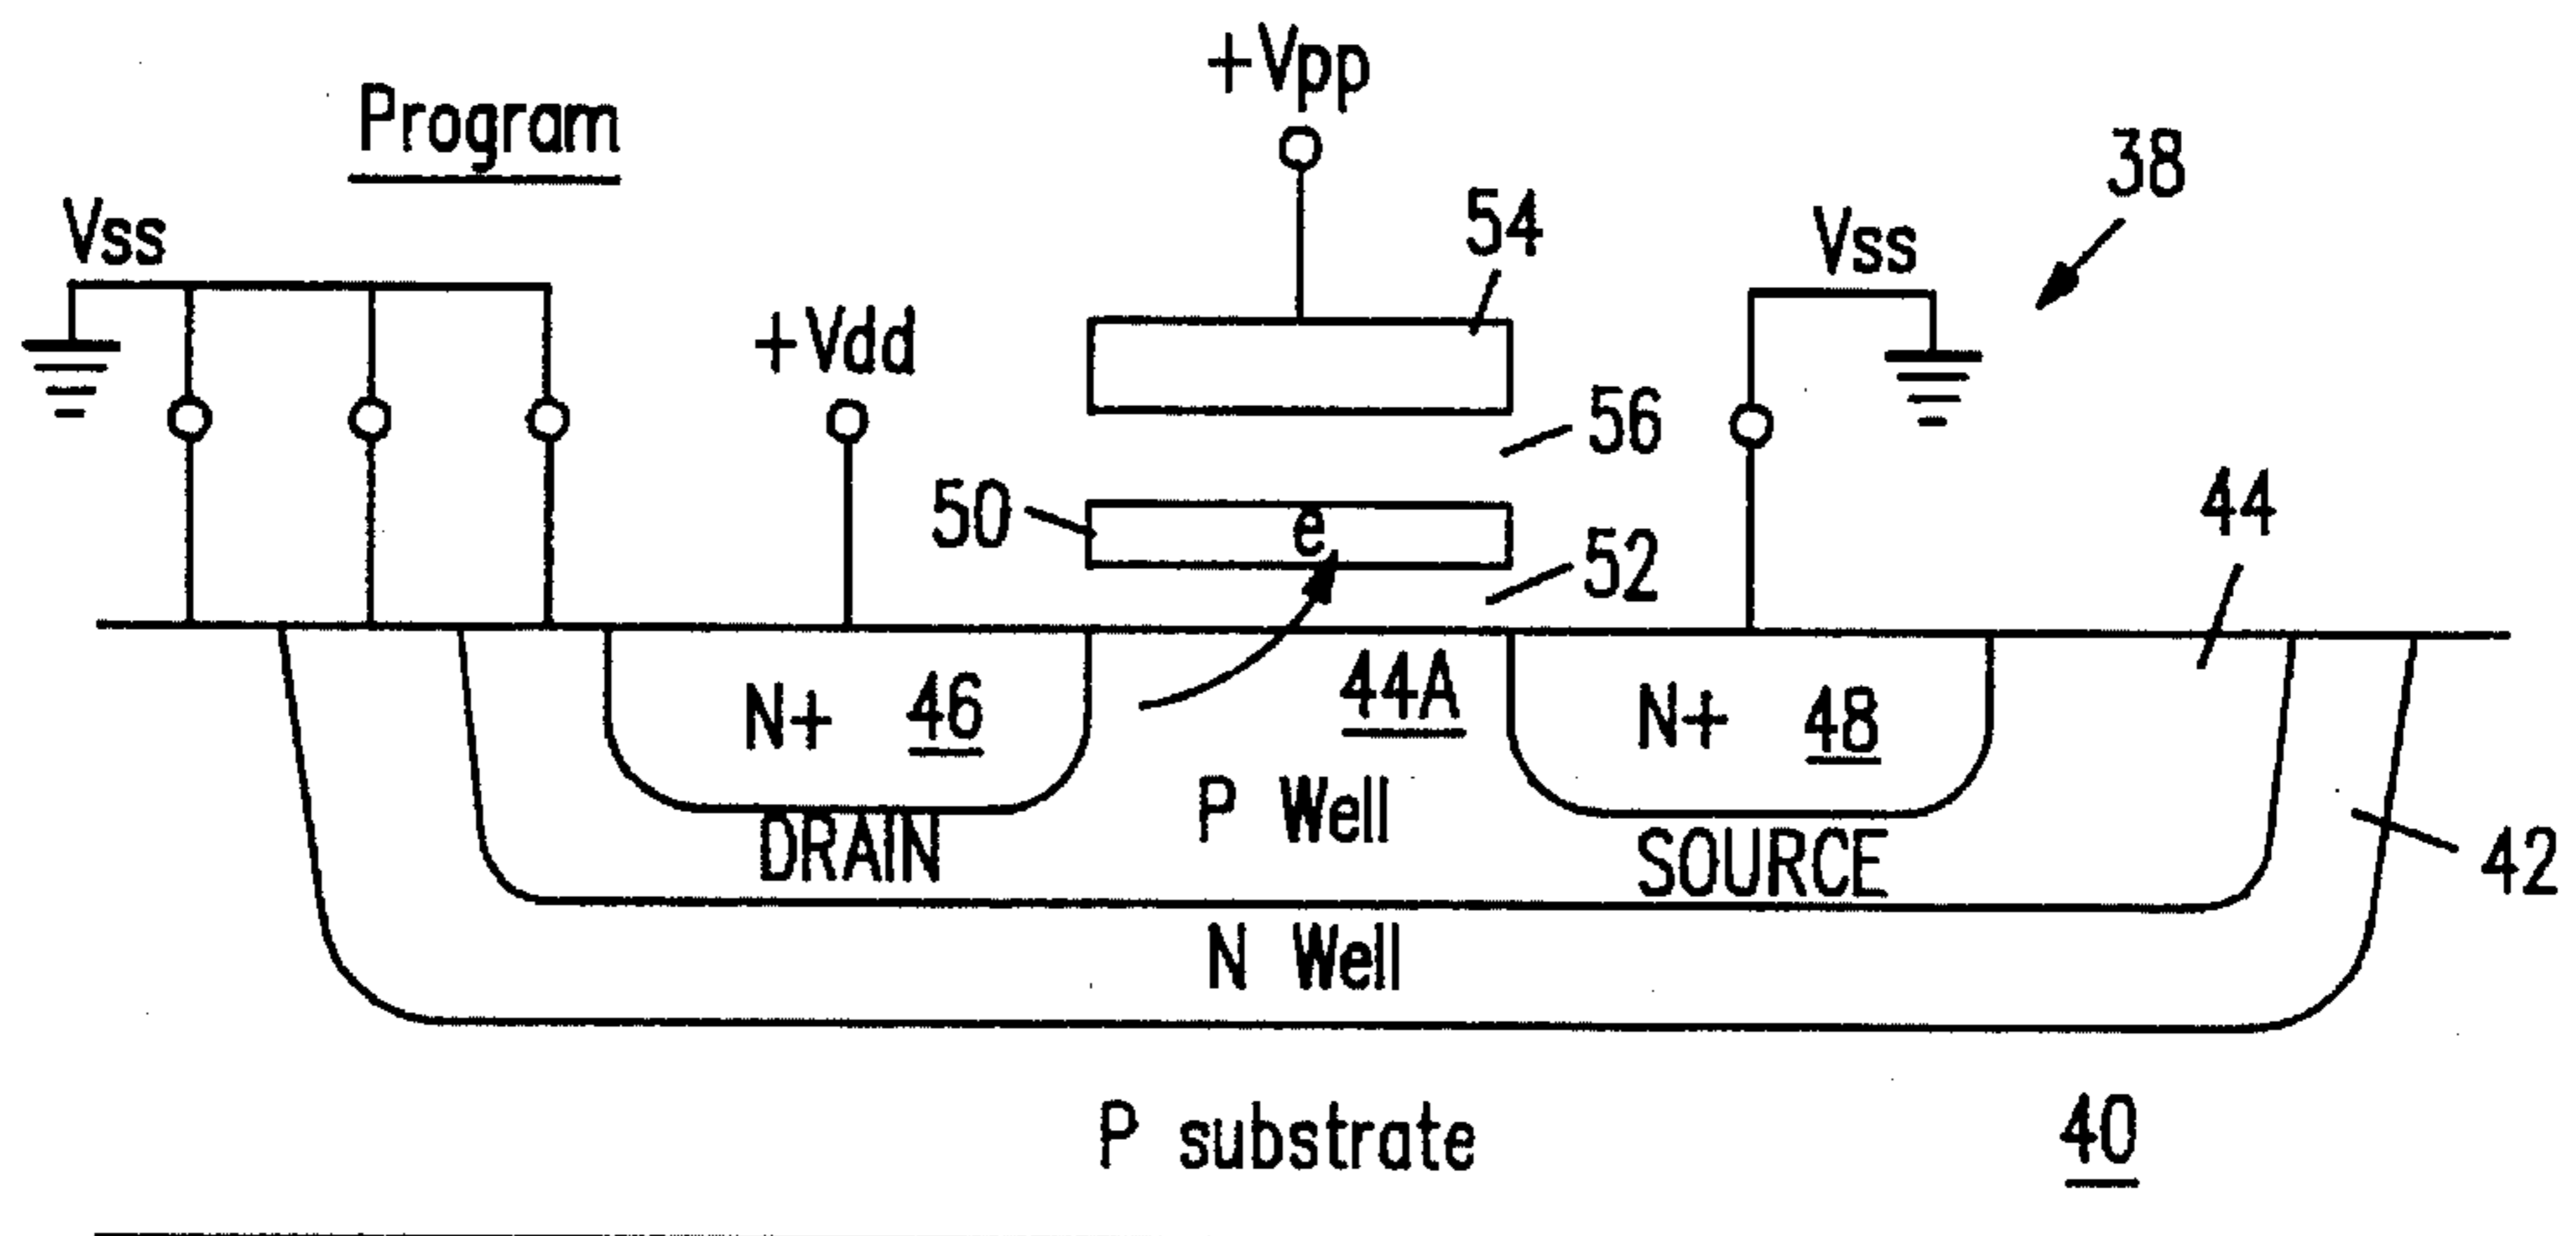 +Vpp
Program
38
Vss
54
Vss
+Vdd
56
50
e
52
44
N+ 46
44A
N+ 48
P Well
DRAIN
SOURCE
42
N Well
P substrate
40